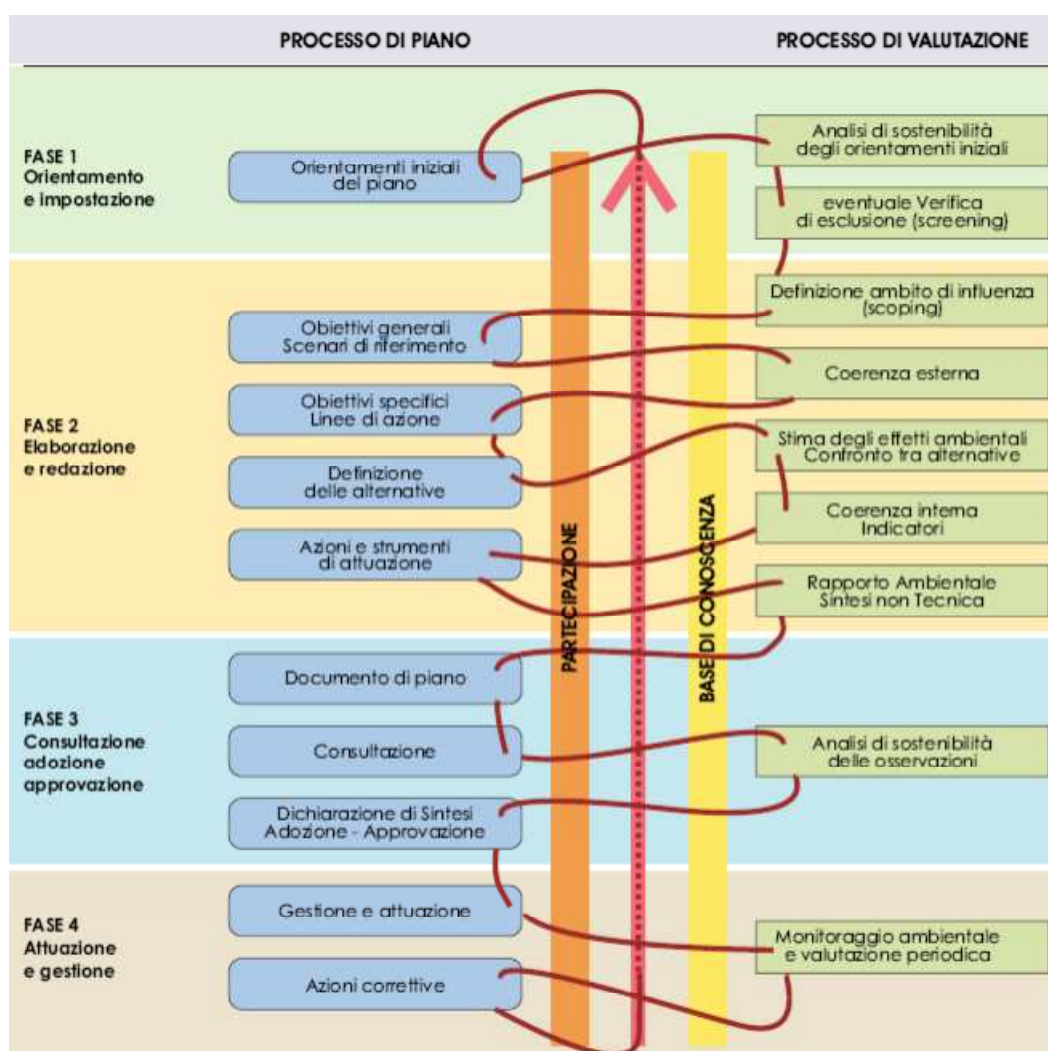 PROCESSO DI PIANO
PROCESSO DI VALUTAZIONE
FASE 1
Orientamento
e impostazione
Orientamenti iniziali
del piano
Analisi di sostenibilità
degli orientamenti iniziali
eventuale Verifica
di esclusione (screening)
FASE 2
Elaborazione
e redazione
Obiettivi generali
Scenari di riferimento
Obiettivi specifici
Linee di azione
Definizione
delle alternative
Azioni e strumenti
di attuazione
Definizione ambito di influenza
(scoping)
Coerenza esterna
Stima degli effetti ambientali
Confronto tra alternative
Coerenza interna
Indicatori
Rapporto Ambientale
Sintesi non Tecnica
PARTECIPAZIONE
BASE DI CONOSCENZA
FASE 3
Consultazione
adozione
approvazione
Documento di piano
Consultazione
Dichiarazione di Sintesi
Adozione - Approvazione
Analisi di sostenibilità
delle osservazioni
FASE 4
Attuazione
e gestione
Gestione e attuazione
Azioni correttive
Monitoraggio ambientale
e valutazione periodica